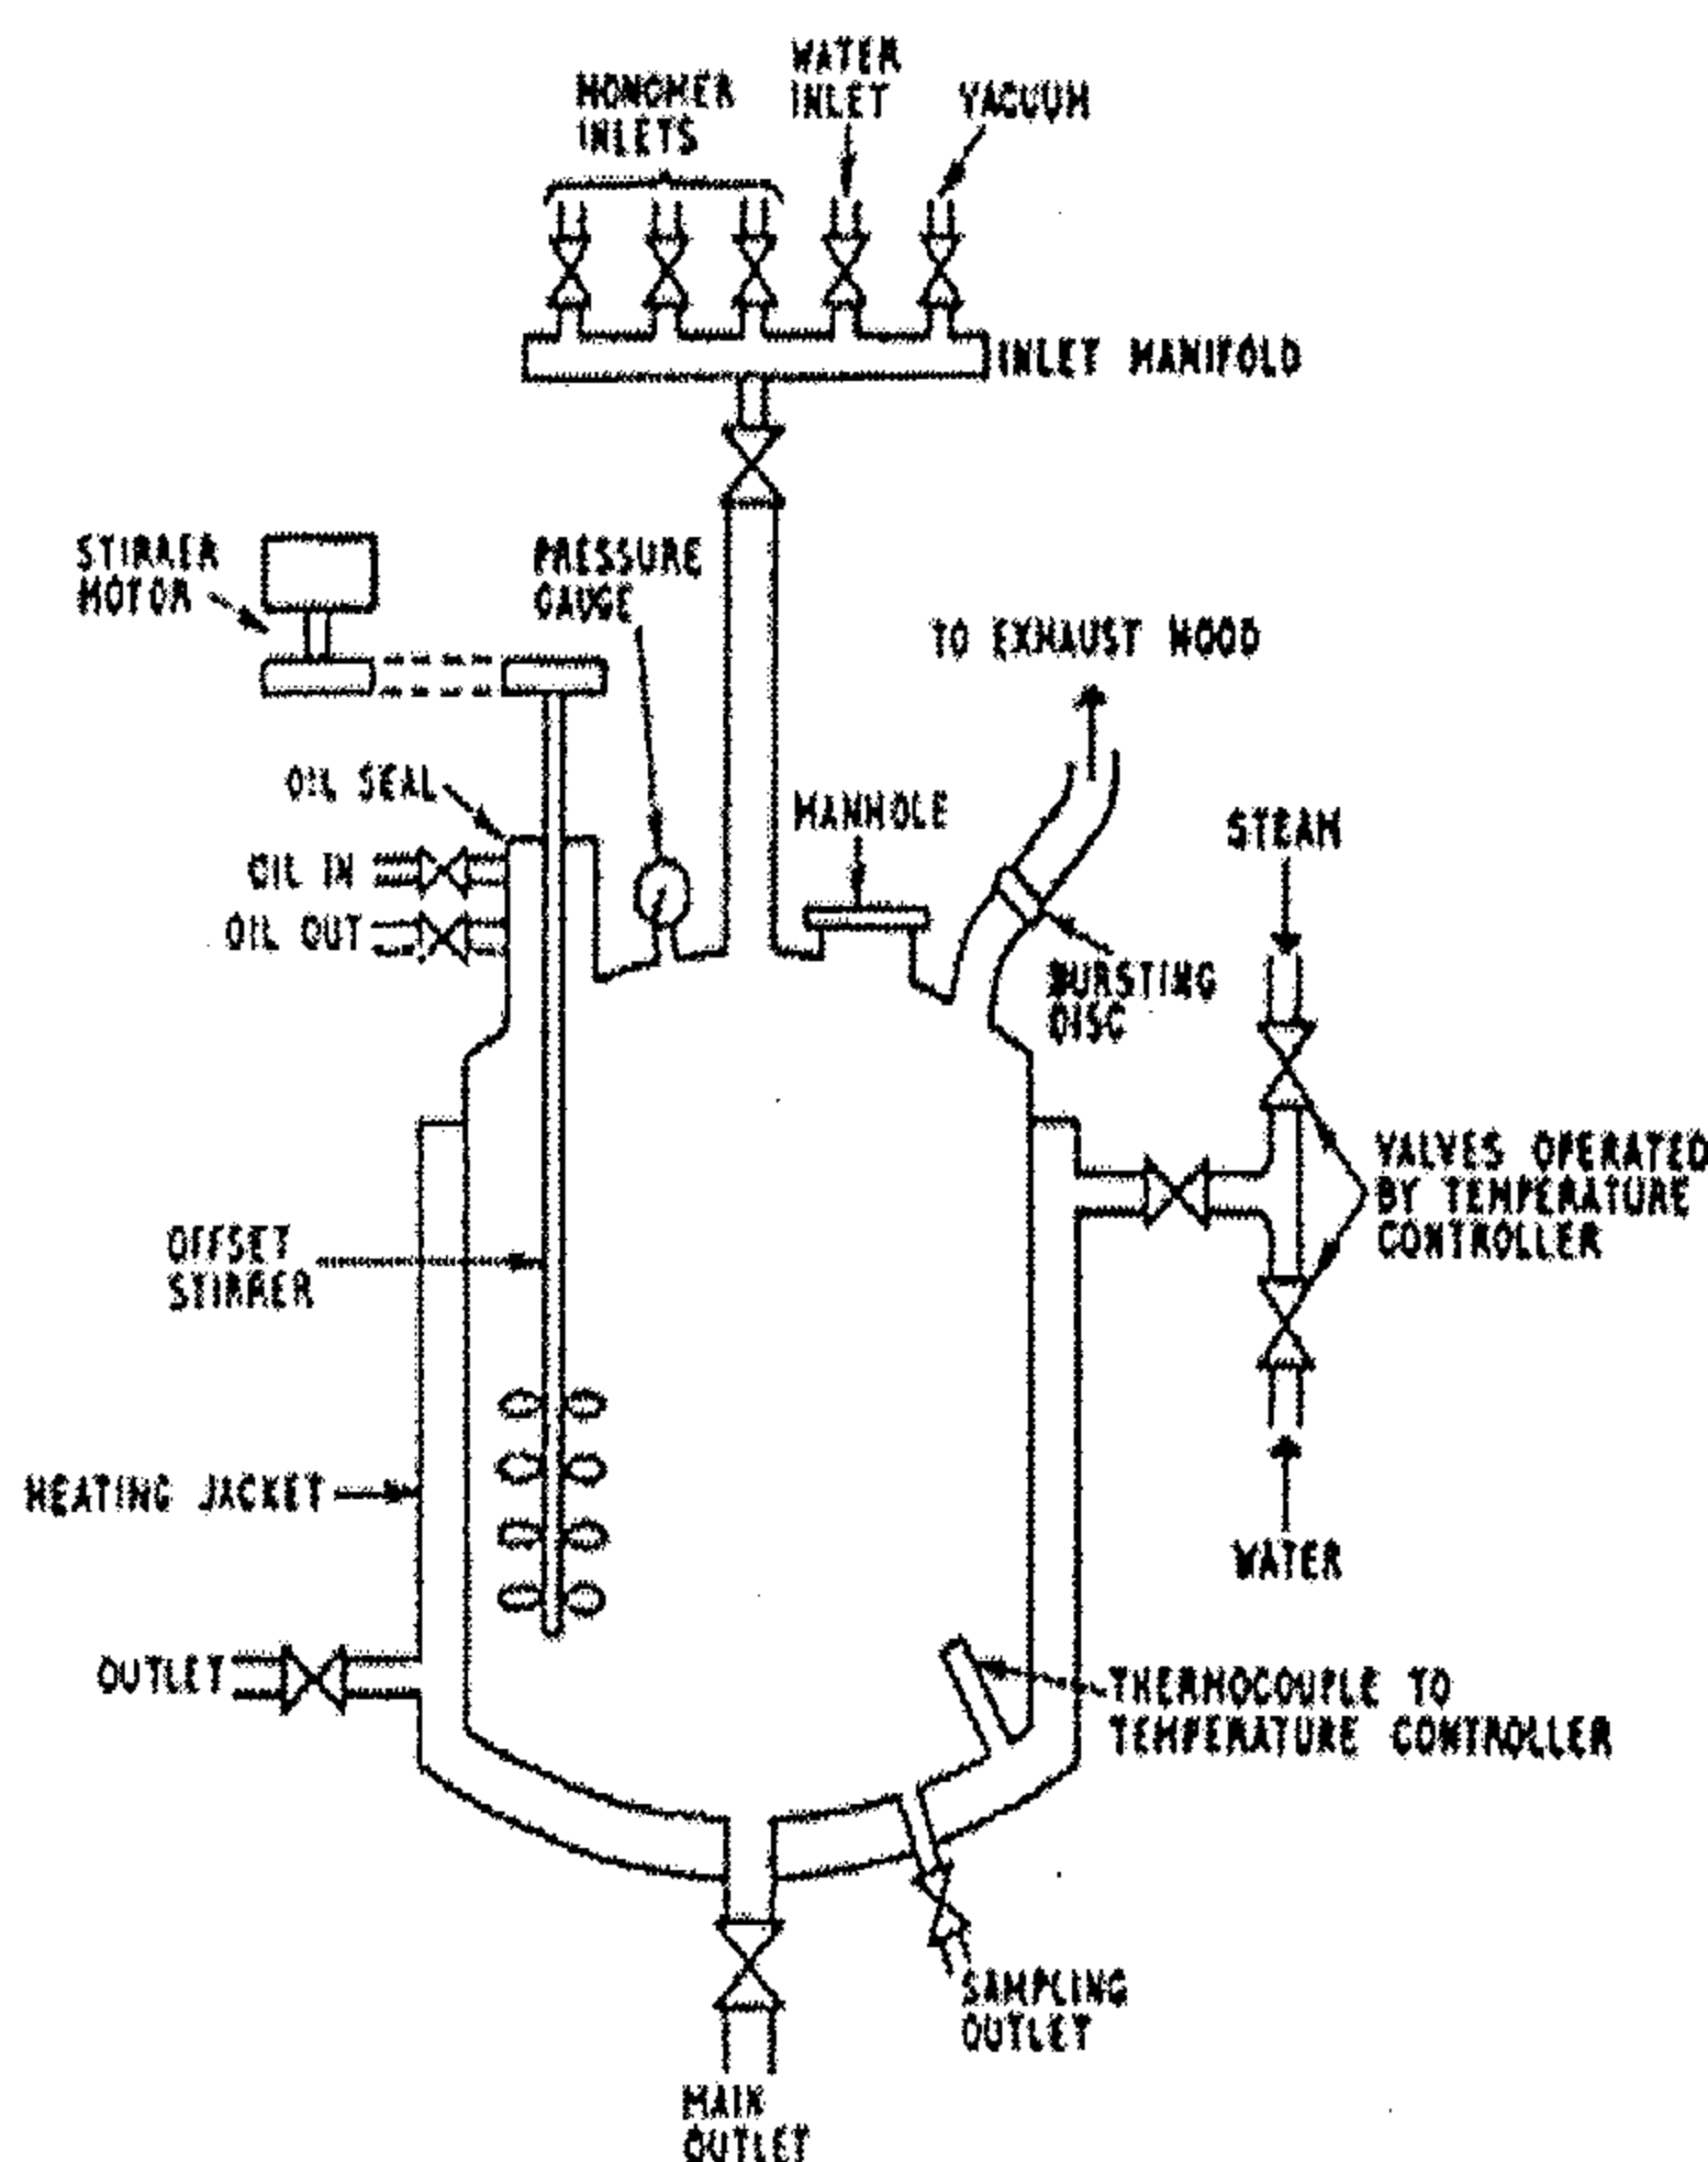 MONOMER
INLETS
WATER
INLET
VACUUM
INLET MANIFOLD
STIRRER
MOTOR
PRESSURE
GAUGE
TO EXHAUST HOOD
OIL SEAL
MANHOLE
STEAM
OIL IN
OIL OUT
BURSTING
DISC
VALVES OPERATED
BY TEMPERATURE
CONTROLLER
OFFSET
STIRRER
HEATING JACKET
WATER
OUTLET
THERMOCOUPLE TO
TEMPERATURE CONTROLLER
SAMPLING
OUTLET
MAIN
OUTLET